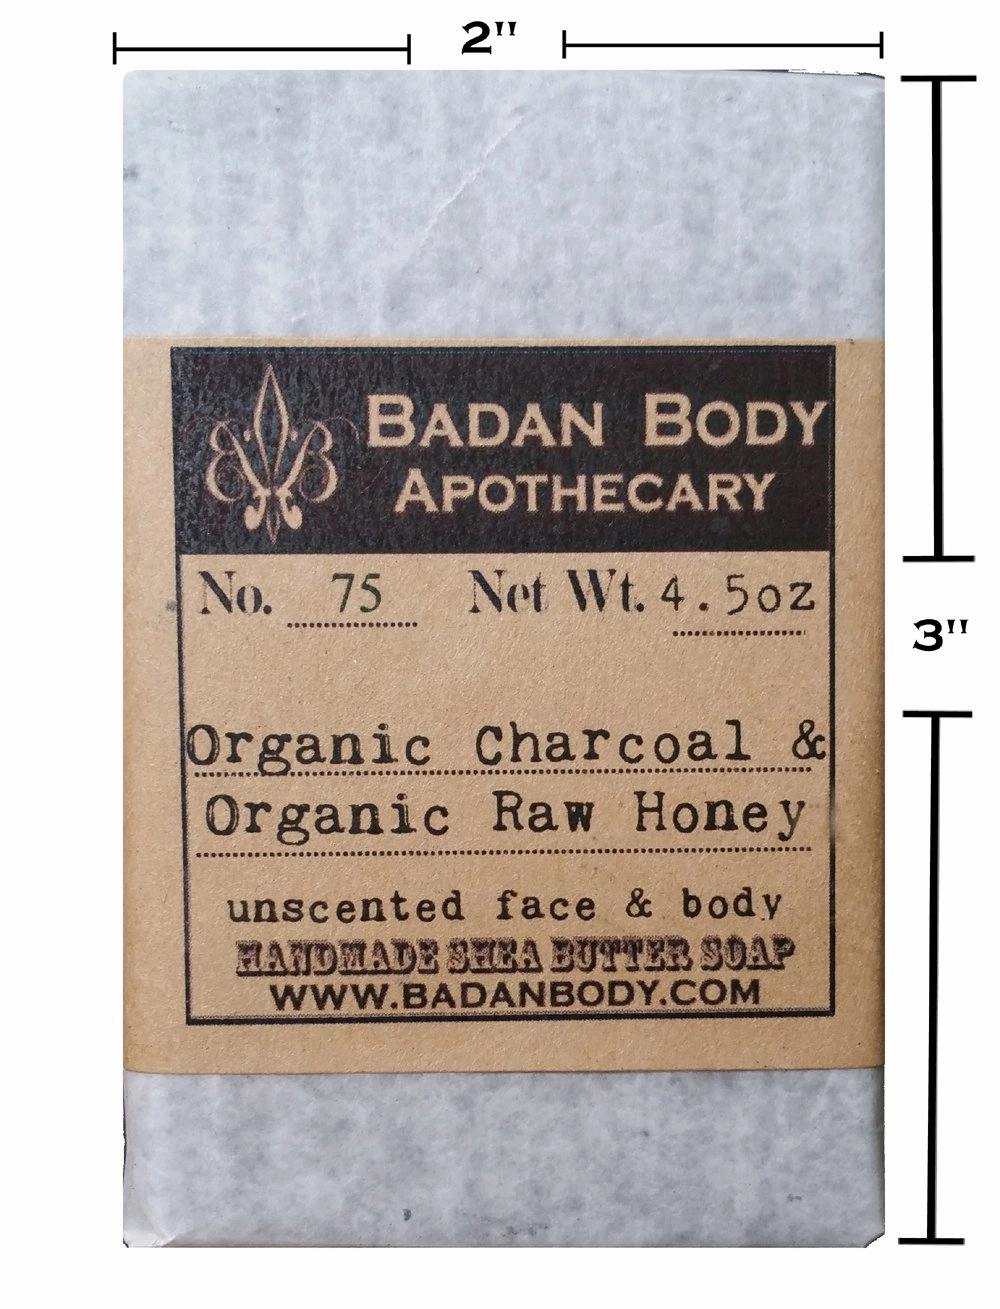 2"
BADAN BODY
APOTHECARY
No. 75 Net Wt. 4.5oz
3"
Organic Charcoal &
Organic Raw Honey
unscented face & body
HANDMADE SHEA BUTTER SOAP
WWW.BADANBODY.COM